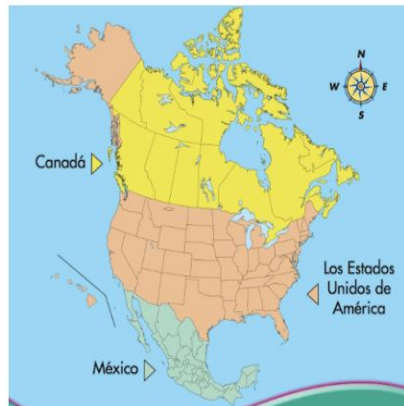 N
W E
S
Canadá
Los Estados
Unidos de
América
México